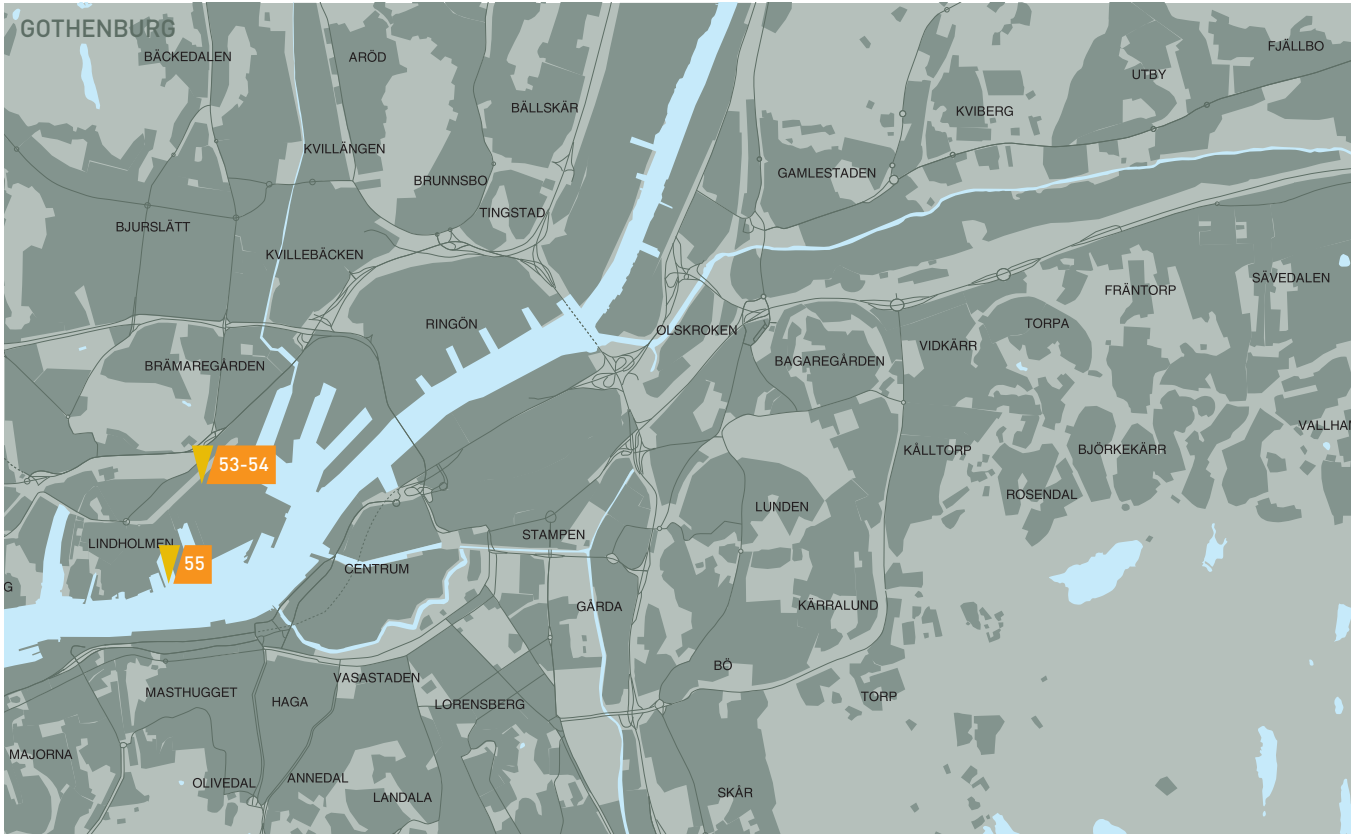 GOTHENBURG
FJÄLLBO
BÄCKEDALEN
ARÖD
UTBY
BÄLLSKÄR
KVIBERG
KVILLÄNGEN
GAMLESTADEN
BRUNNSBO
TINGSTAD
BJURSLÄTT
KVILLEBÄCKEN
SÄVEDALEN
FRÄNTORP
RINGÖN
TORPA
OLSKROKEN
VIDKÄRR
BAGAREGÅRDEN
BRÄMAREGÅRDEN
VALLHAM
KÅLLTORP
BJÖRKEKÄRR
53-54
ROSENDAL
LUNDEN
STAMPEN
LINDHOLMEN
55
CENTRUM
G
GÅRDA
KÄRRALUND
BÖ
VASASTADEN
MASTHUGGET
TORP
HAGA
LORENSBERG
MAJORNA
ANNEDAL
OLIVEDAL
SKÅR
LANDALA